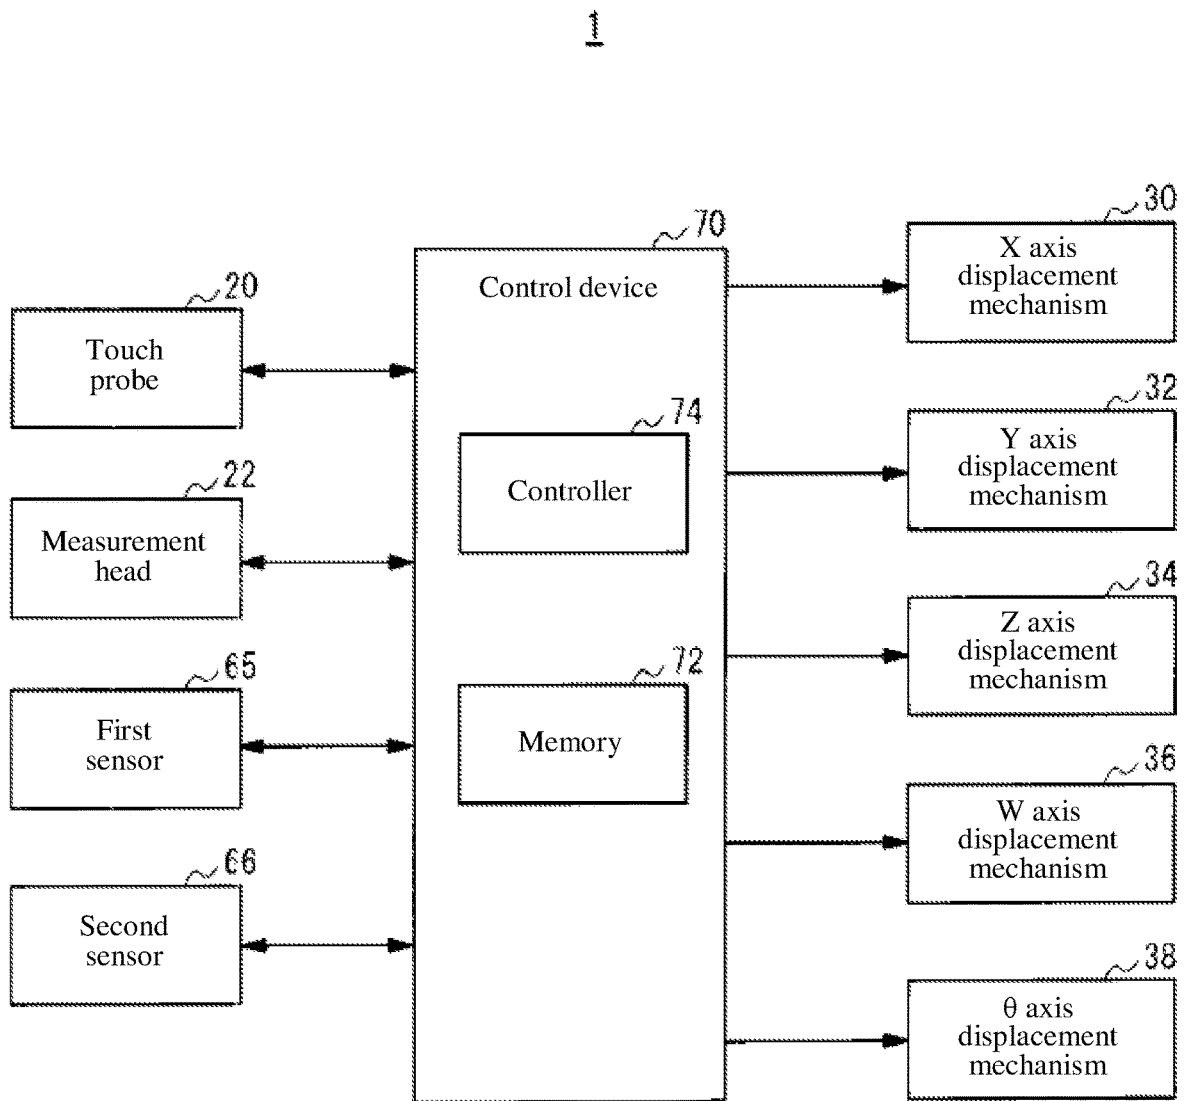 1
70
Control device
20
Touch
probe
22
Measurement
head
65
First
sensor
66
Second
sensor
74
Controller
72
Memory
30
X axis
displacement
mechanism
32
Y axis
displacement
mechanism
34
Z axis
displacement
mechanism
36
W axis
displacement
mechanism
38
θ axis
displacement
mechanism